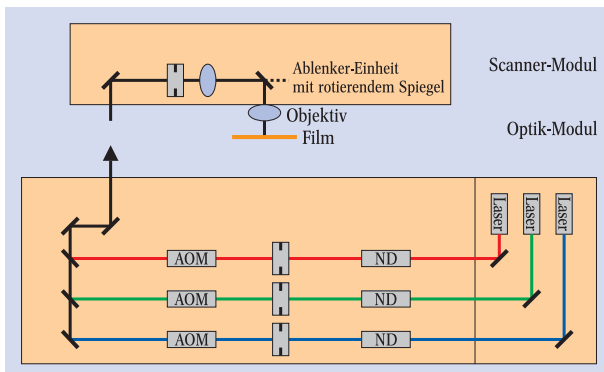 Ablenker-Einheit
mit rotierendem Spiegel
Scanner-Modul
Objektiv
Film
Optik-Modul
Laser
Laser
Laser
AOM
ND
AOM
ND
AOM
ND